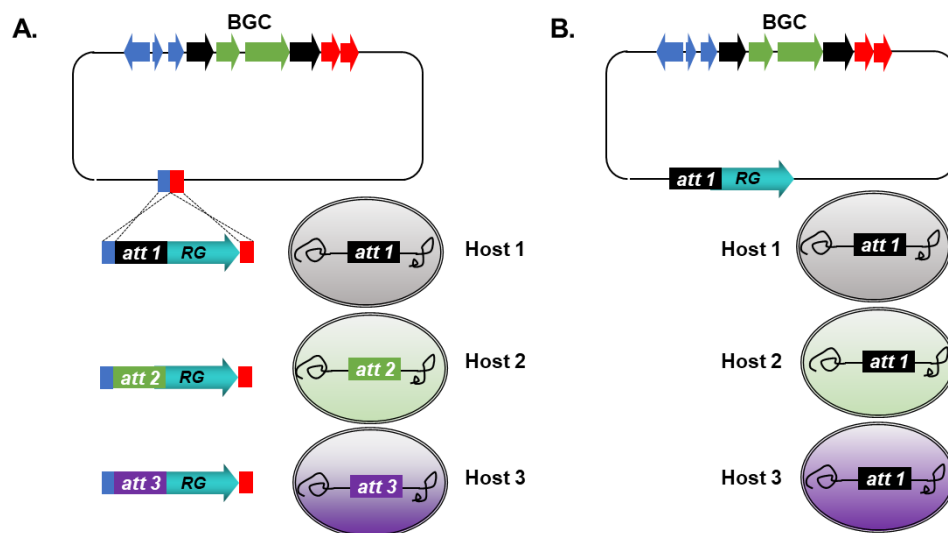 A.
BGC
att 1 RG
att 1
Host 1
att 2 RG
att 2
Host 2
att 3 RG
att 3
Host 3
B.
BGC
att 1 RG
Host 1
att 1
Host 2
att 1
Host 3
att 1